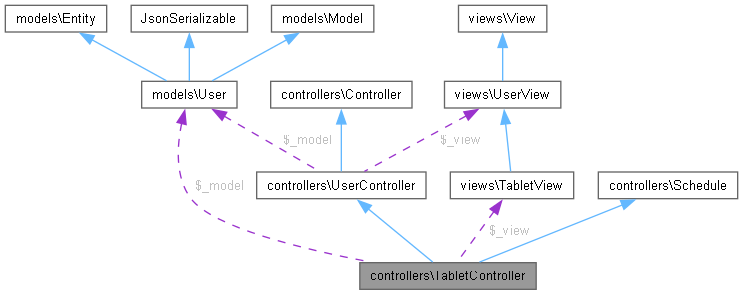 models\Entity
JsonSerializable
models\Model
views\View
models\User
controllers\Controller
views\UserView
$_model
$_view
$_model
controllers\UserController
views\TabletView
controllers\Schedule
$_view
controllers\TabletController